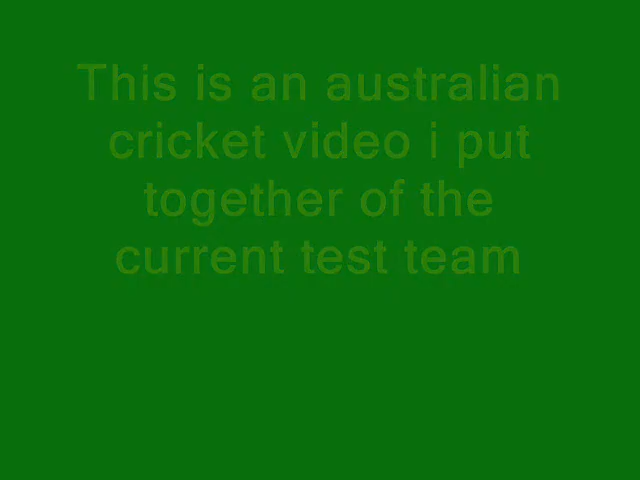 This is an australian
cricket video i put
together of the
current test team